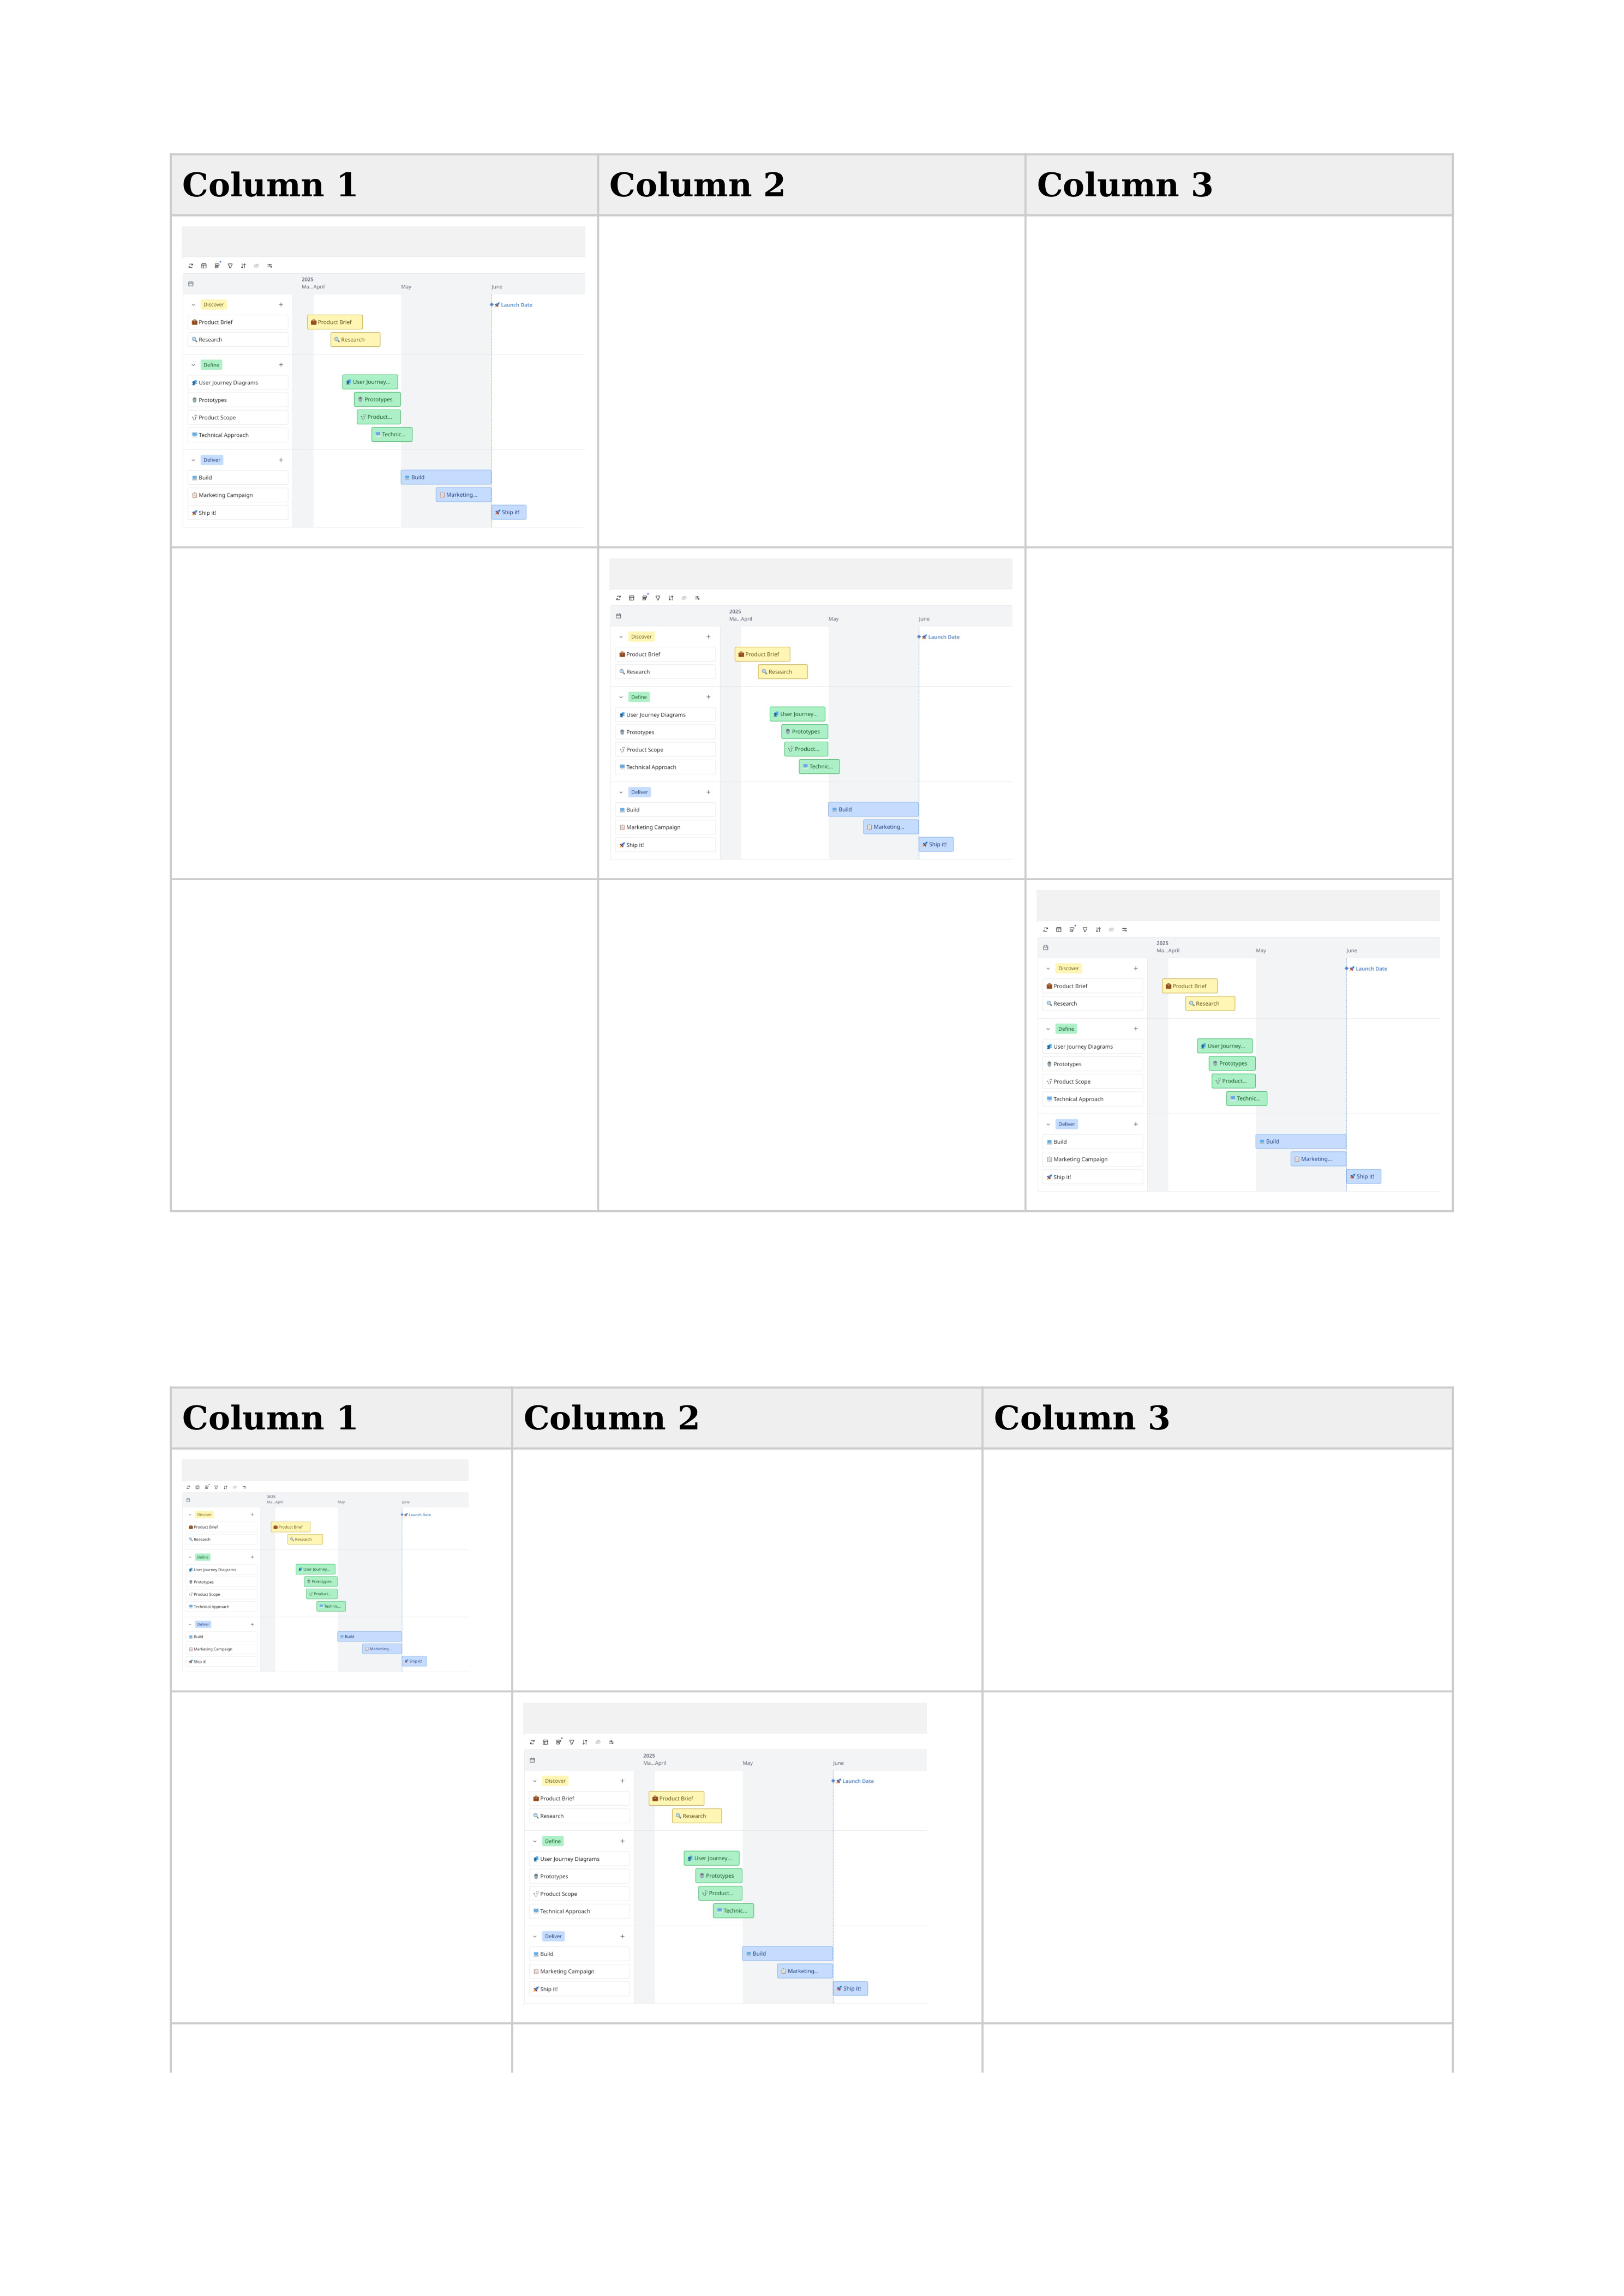 Column 1 Column 2 Column 3
2025
Ma... April May June
Discover 🚀 Launch Date
Product Brief Product Brief
Research Research
Define
User Journey Diagrams User Journey...
Prototypes Prototypes
Product Scope Product...
Technical Approach Technic...
Deliver
Build Build
Marketing Campaign Marketing...
Ship it! Ship it!
2025
Ma... April May June
Discover 🚀 Launch Date
Product Brief Product Brief
Research Research
Define
User Journey Diagrams User Journey...
Prototypes Prototypes
Product Scope Product...
Technical Approach Technic...
Deliver
Build Build
Marketing Campaign Marketing...
Ship it! Ship it!
2025
Ma... April May June
Discover 🚀 Launch Date
Product Brief Product Brief
Research Research
Define
User Journey Diagrams User Journey...
Prototypes Prototypes
Product Scope Product...
Technical Approach Technic...
Deliver
Build Build
Marketing Campaign Marketing...
Ship it! Ship it!
Column 1 Column 2 Column 3
2025
Ma... April May June
Discover 🚀 Launch Date
Product Brief Product Brief
Research Research
Define
User Journey Diagrams User Journey...
Prototypes Prototypes
Product Scope Product...
Technical Approach Technic...
Deliver
Build Build
Marketing Campaign Marketing...
Ship it! Ship it!
2025
Ma... April May June
Discover 🚀 Launch Date
Product Brief Product Brief
Research Research
Define
User Journey Diagrams User Journey...
Prototypes Prototypes
Product Scope Product...
Technical Approach Technic...
Deliver
Build Build
Marketing Campaign Marketing...
Ship it! Ship it!